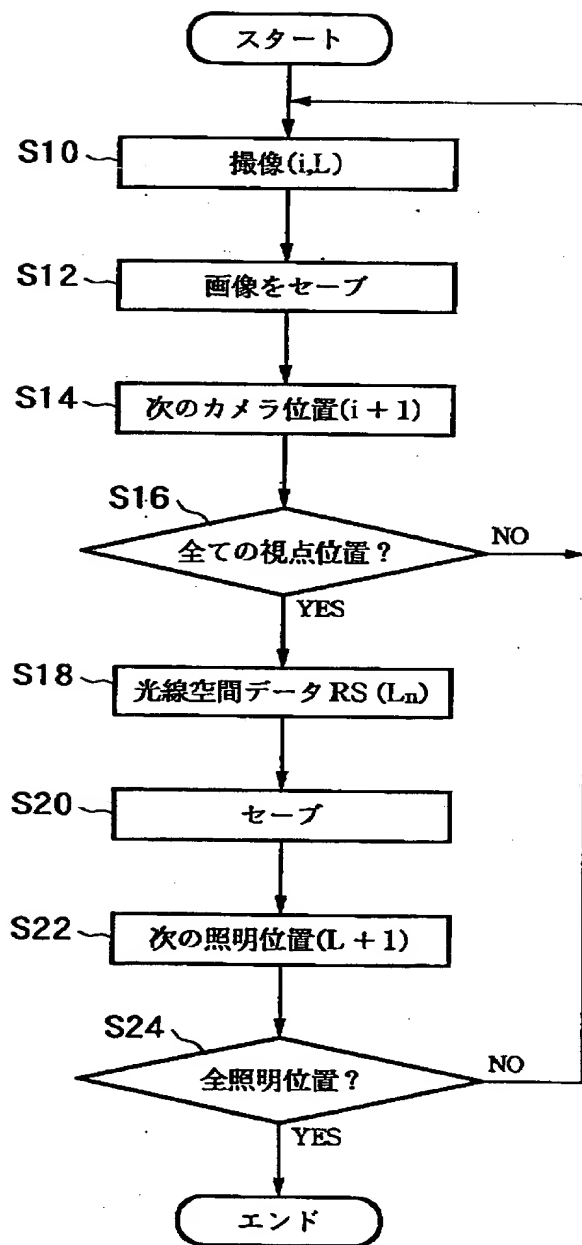 スタート
S10
撮像(i,L)
S12
画像をセーブ
S14
次のカメラ位置(i + 1)
S16
全ての視点位置?
NO
YES
S18
光線空間データ RS (Ln)
S20
セーブ
S22
次の照明位置(L + 1)
S24
全照明位置?
NO
YES
エンド